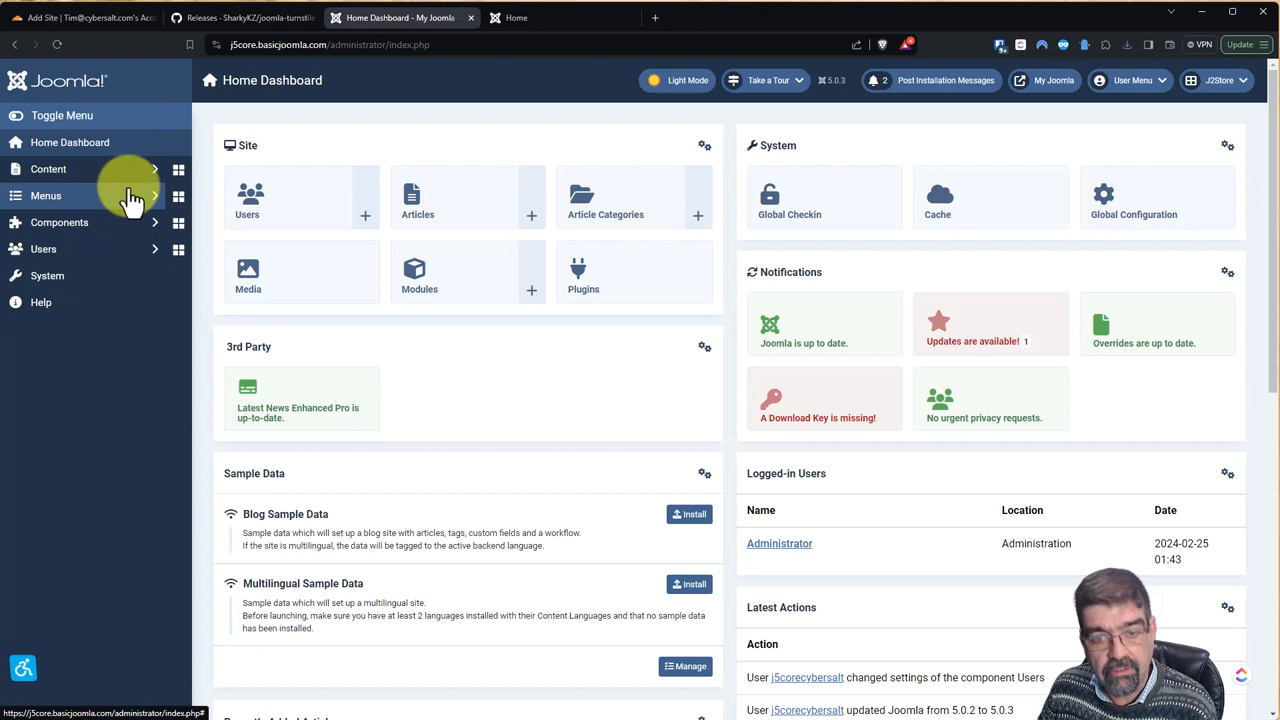 Add Site | Tim@cybersalt.com's Acc
Releases · SharkyKZ/joomla-turnstile
Home Dashboard - My Joomla
Home
j5core.basicjoomla.com/administrator/index.php
VPN
Update
Joomla!
Home Dashboard
Light Mode
Take a Tour
5.0.3
2
Post Installation Messages
My Joomla
User Menu
J2Store
Toggle Menu
Home Dashboard
Content
Menus
Components
Users
System
Help
Site
Users
Articles
Article Categories
Media
Modules
Plugins
3rd Party
Latest News Enhanced Pro is
up-to-date.
Sample Data
Blog Sample Data
Install
Sample data which will set up a blog site with articles, tags, custom fields and a workflow.
If the site is multilingual, the data will be tagged to the active backend language.
Multilingual Sample Data
Install
Sample data which will set up a multilingual site.
Before launching, make sure you have at least 2 languages installed with their Content Languages and that no sample data
has been installed.
Manage
System
Global Checkin
Cache
Global Configuration
Notifications
Joomla is up to date.
Updates are available! 1
Overrides are up to date.
A Download Key is missing!
No urgent privacy requests.
Logged-in Users
Name
Location
Date
Administrator
Administration
2024-02-25
01:43
Latest Actions
Action
User j5corecybersalt changed settings of the component Users
User j5corecybersalt updated Joomla from 5.0.2 to 5.0.3
https://j5core.basicjoomla.com/administrator/index.php#